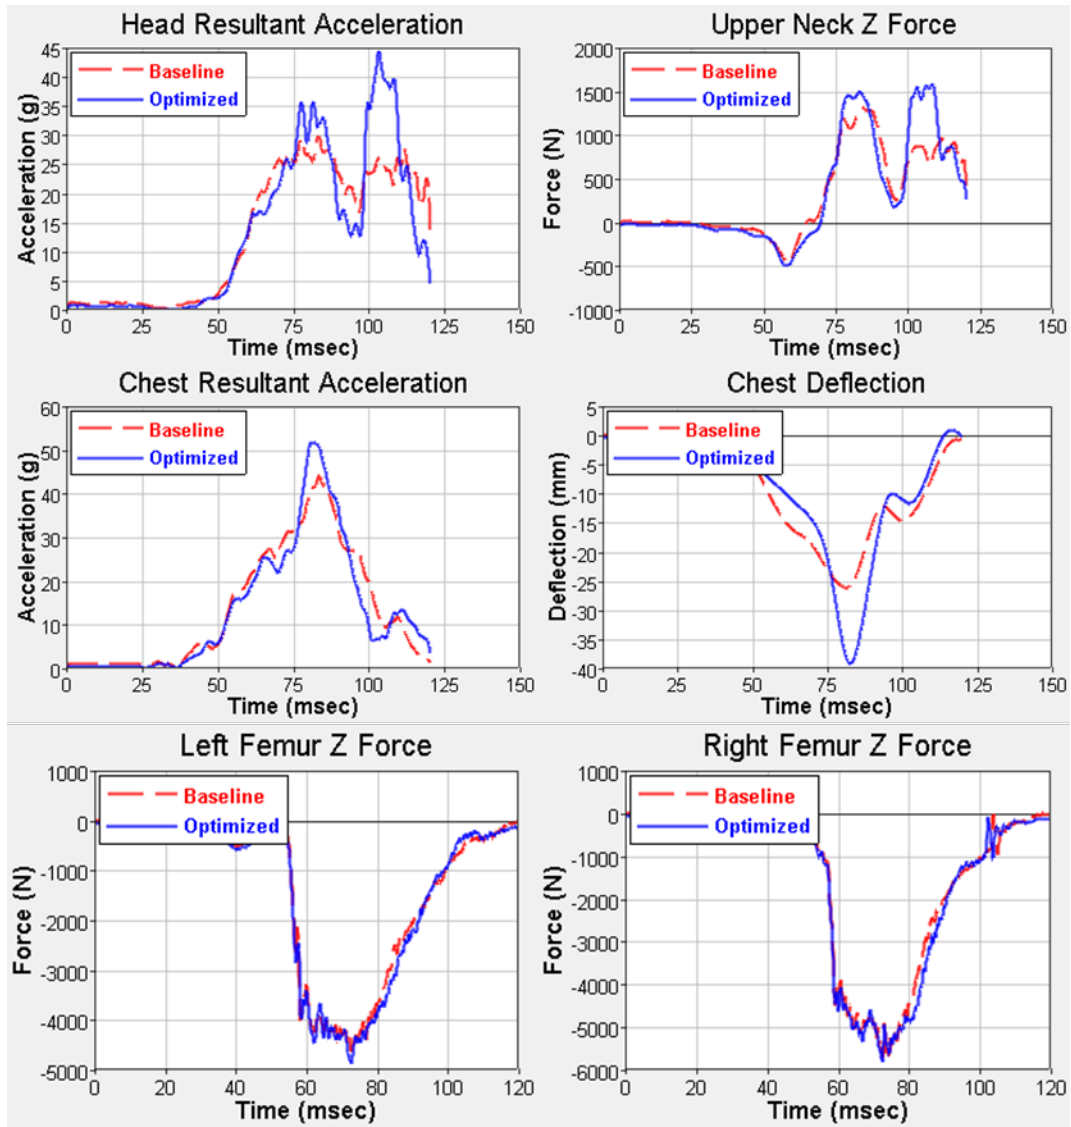 Head Resultant Acceleration
Baseline
Optimized
Acceleration (g)
45
40
35
30
25
20
15
10
5
0
0 25 50 75 100 125 150
Time (msec)
Upper Neck Z Force
Baseline
Optimized
Force (N)
2000
1500
1000
500
0
-500
-1000
0 25 50 75 100 125 150
Time (msec)
Chest Resultant Acceleration
Baseline
Optimized
Acceleration (g)
60
50
40
30
20
10
0
0 25 50 75 100 125 150
Time (msec)
Chest Deflection
Baseline
Optimized
Deflection (mm)
5
0
-5
-10
-15
-20
-25
-30
-35
-40
0 25 50 75 100 125 150
Time (msec)
Left Femur Z Force
Baseline
Optimized
Force (N)
1000
0
-1000
-2000
-3000
-4000
-5000
0 20 40 60 80 100 120
Time (msec)
Right Femur Z Force
Baseline
Optimized
Force (N)
1000
0
-1000
-2000
-3000
-4000
-5000
-6000
0 20 40 60 80 100 120
Time (msec)